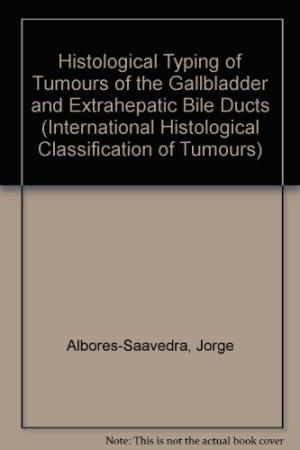 Histological Typing of
Tumours of the Gallbladder
and Extrahepatic Bile Ducts
(International Histological
Classification of Tumours)
Albores-Saavedra, Jorge
Note: This is not the actual book cover